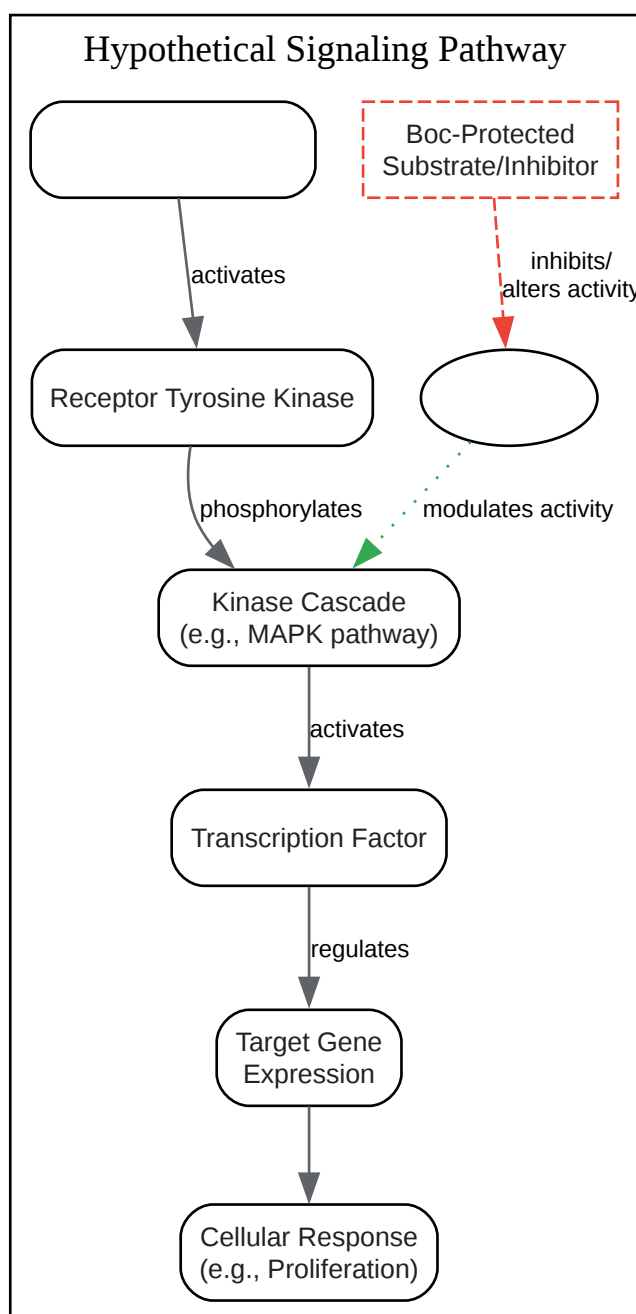 Hypothetical Signaling Pathway
Boc-Protected
Substrate/Inhibitor
activates
inhibits/
alters activity
Receptor Tyrosine Kinase
phosphorylates
modulates activity
Kinase Cascade
(e.g., MAPK pathway)
activates
Transcription Factor
regulates
Target Gene
Expression
Cellular Response
(e.g., Proliferation)